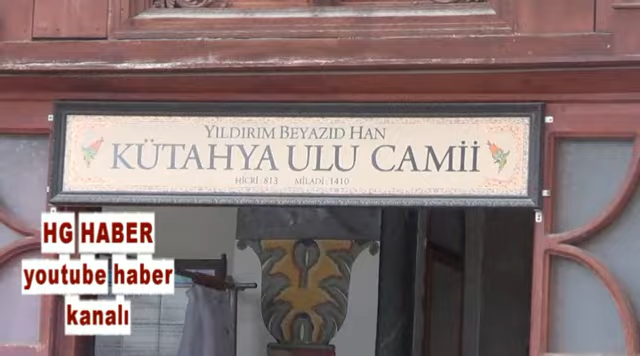 YILDIRIM BEYAZID HAN
KÜTAHYA ULU CAMİİ
HİCRİ: 813 MİLADİ: 1410
HG HABER
youtube haber
kanalı